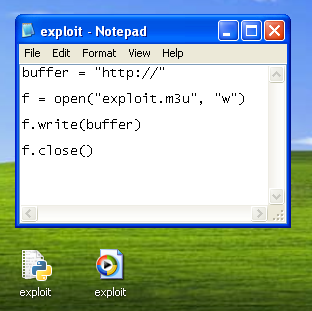 exploit - Notepad
File Edit Format View Help
buffer = "http://"
f = open("exploit.m3u", "w")
f.write(buffer)
f.close()
exploit exploit